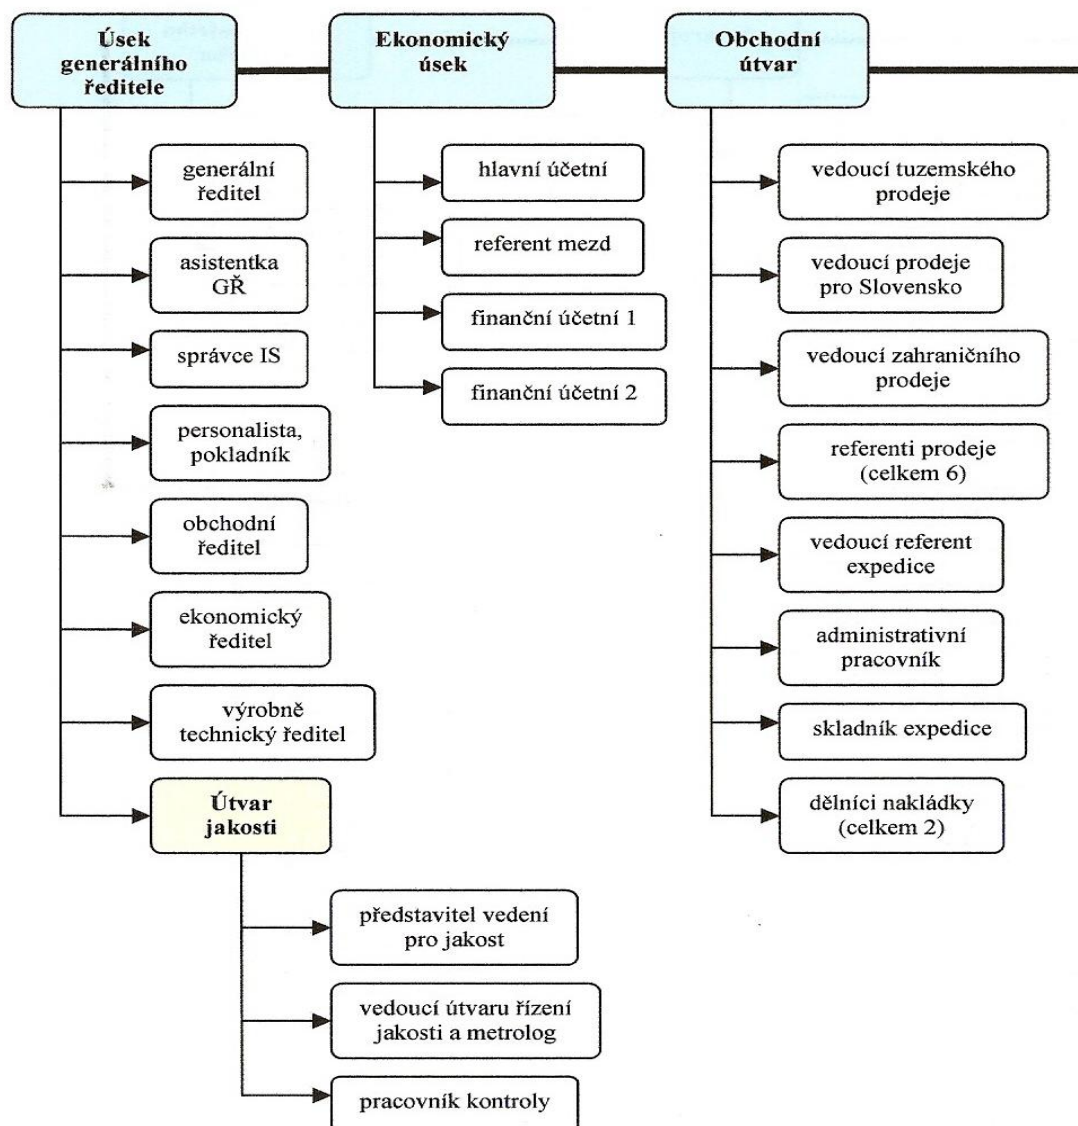 Úsek
generálního
ředitele
generální
ředitel
asistentka
GŘ
správce IS
personalista,
pokladník
obchodní
ředitel
ekonomický
ředitel
výrobně
technický ředitel
Útvar
jakosti
představitel vedení
pro jakost
vedoucí útvaru řízení
jakosti a metrolog
pracovník kontroly
Ekonomický
úsek
hlavní účetní
referent mezd
finanční účetní 1
finanční účetní 2
Obchodní
útvar
vedoucí tuzemského
prodeje
vedoucí prodeje
pro Slovensko
vedoucí zahraničního
prodeje
referenti prodeje
(celkem 6)
vedoucí referent
expedice
administrativní
pracovník
skladník expedice
dělníci nakládky
(celkem 2)